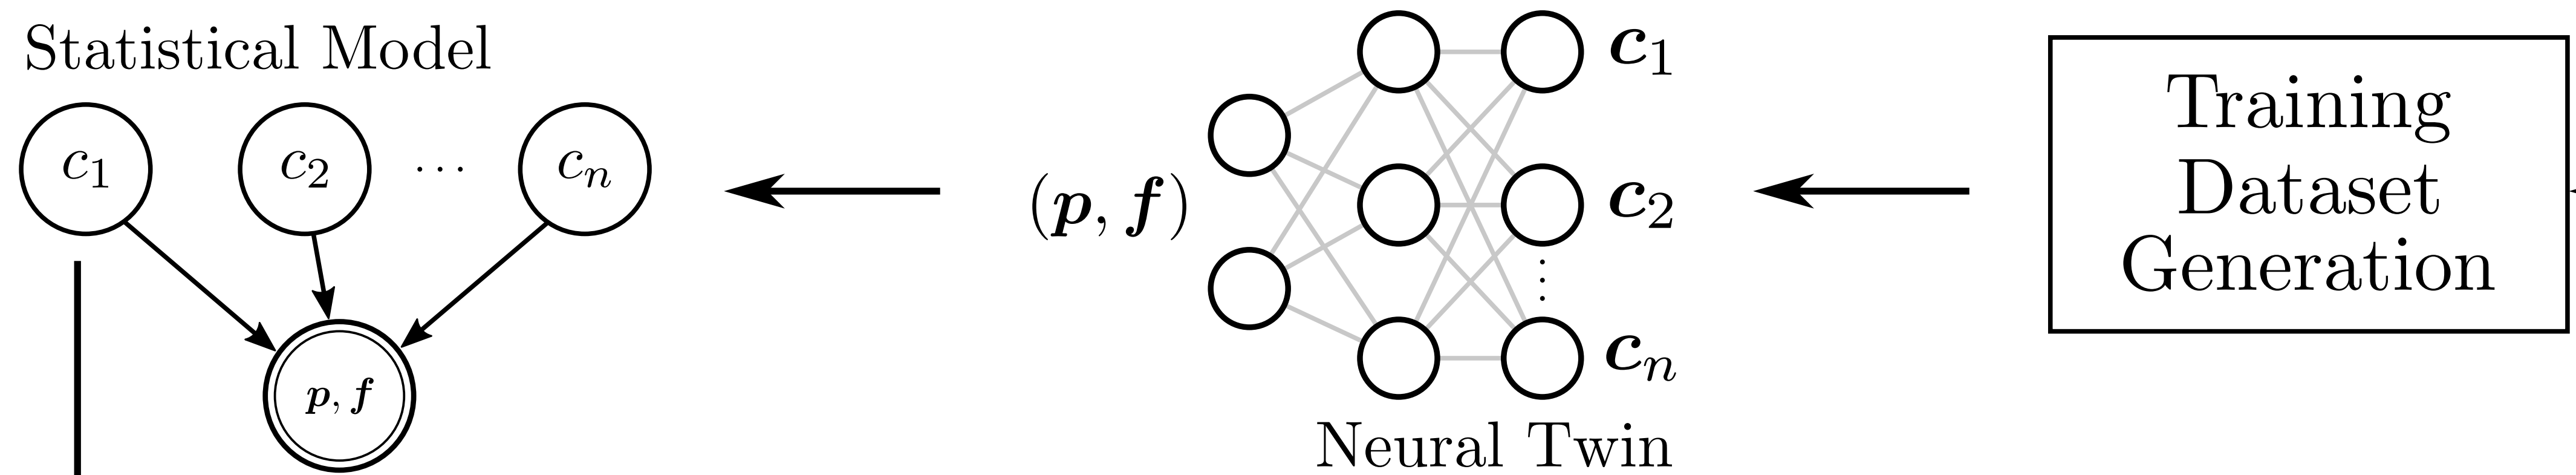 Statistical Model
c₁ c₂ ⋯ cₙ
p, f
(p, f)
c₁
c₂
⋮
cₙ
Neural Twin
Training
Dataset
Generation